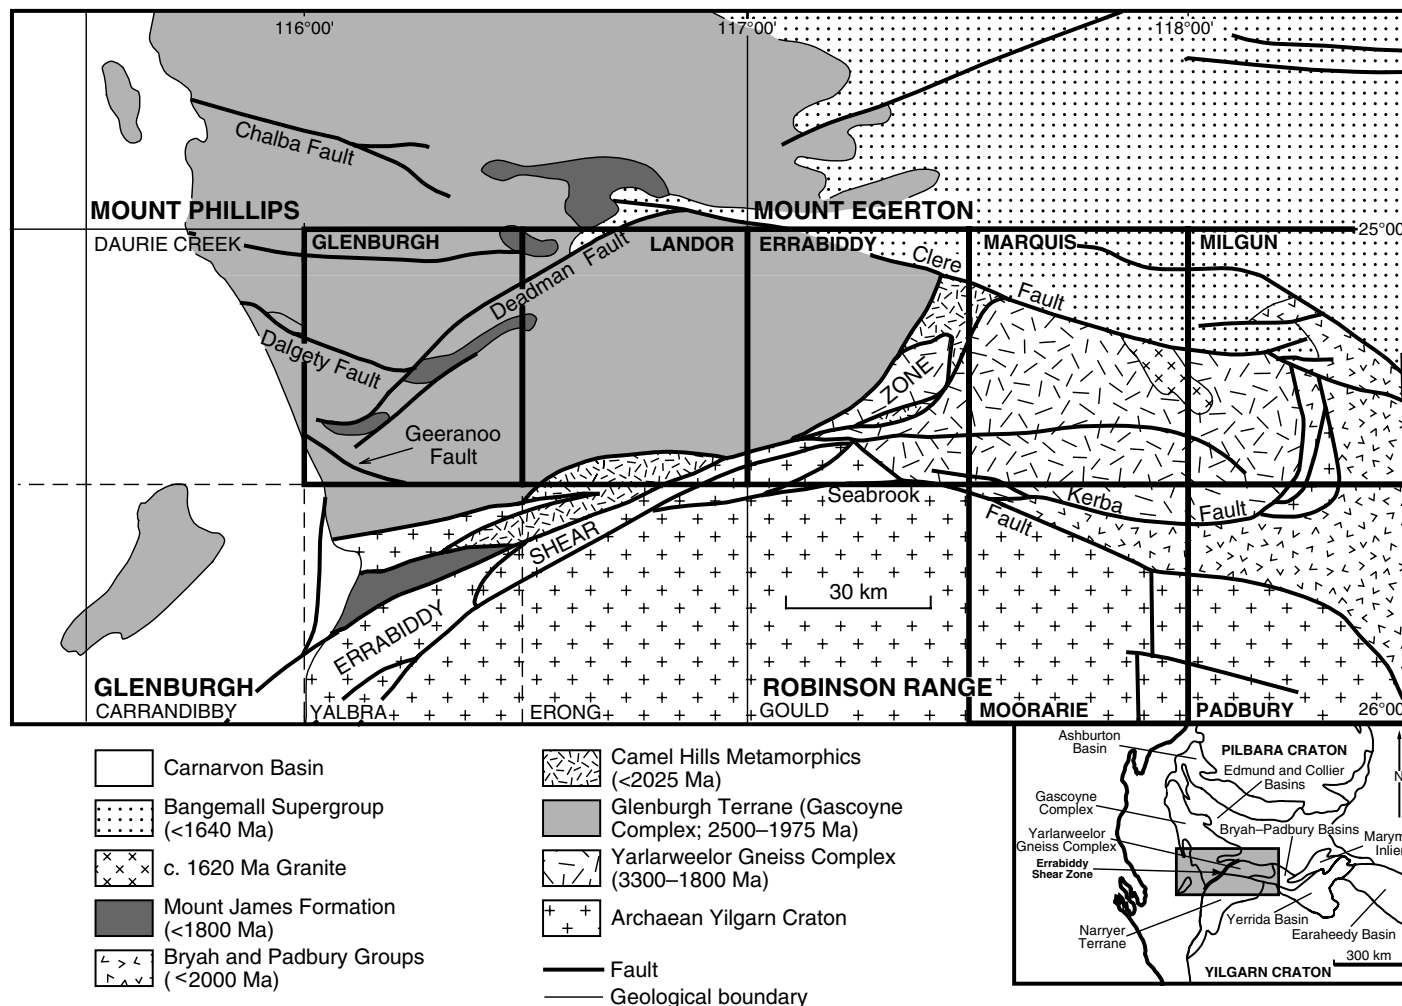 116°00'
117°00'
118°00'
Chalba Fault
MOUNT PHILLIPS
MOUNT EGERTON
25°00'
DAURIE CREEK
GLENBURGH
LANDOR
ERRABIDDY
MARQUIS
MILGUN
Deadman Fault
Clere
Fault
Dalgety Fault
ZONE
Geeranoo
Fault
Seabrook
Fault
Kerba
Fault
SHEAR
ERRABIDDY
30 km
GLENBURGH
CARRANDIBBY
YALBRA
ERONG
ROBINSON RANGE
GOULD
MOORARIE
PADBURY
26°00'
Carnarvon Basin
Bangemall Supergroup
(<1640 Ma)
c. 1620 Ma Granite
Mount James Formation
(<1800 Ma)
Bryah and Padbury Groups
(<2000 Ma)
Camel Hills Metamorphics
(<2025 Ma)
Glenburgh Terrane (Gascoyne
Complex; 2500–1975 Ma)
Yarlarweelor Gneiss Complex
(3300–1800 Ma)
Archaean Yilgarn Craton
Fault
Geological boundary
Ashburton
Basin
PILBARA CRATON
Edmund and Collier
Basins
N
Gascoyne
Complex
Bryah–Padbury Basins
Yarlarweelor
Gneiss Complex
Errabiddy
Shear Zone
Marym
Inlier
Narryer
Terrane
Yerrida Basin
Earaheedy Basin
300 km
YILGARN CRATON